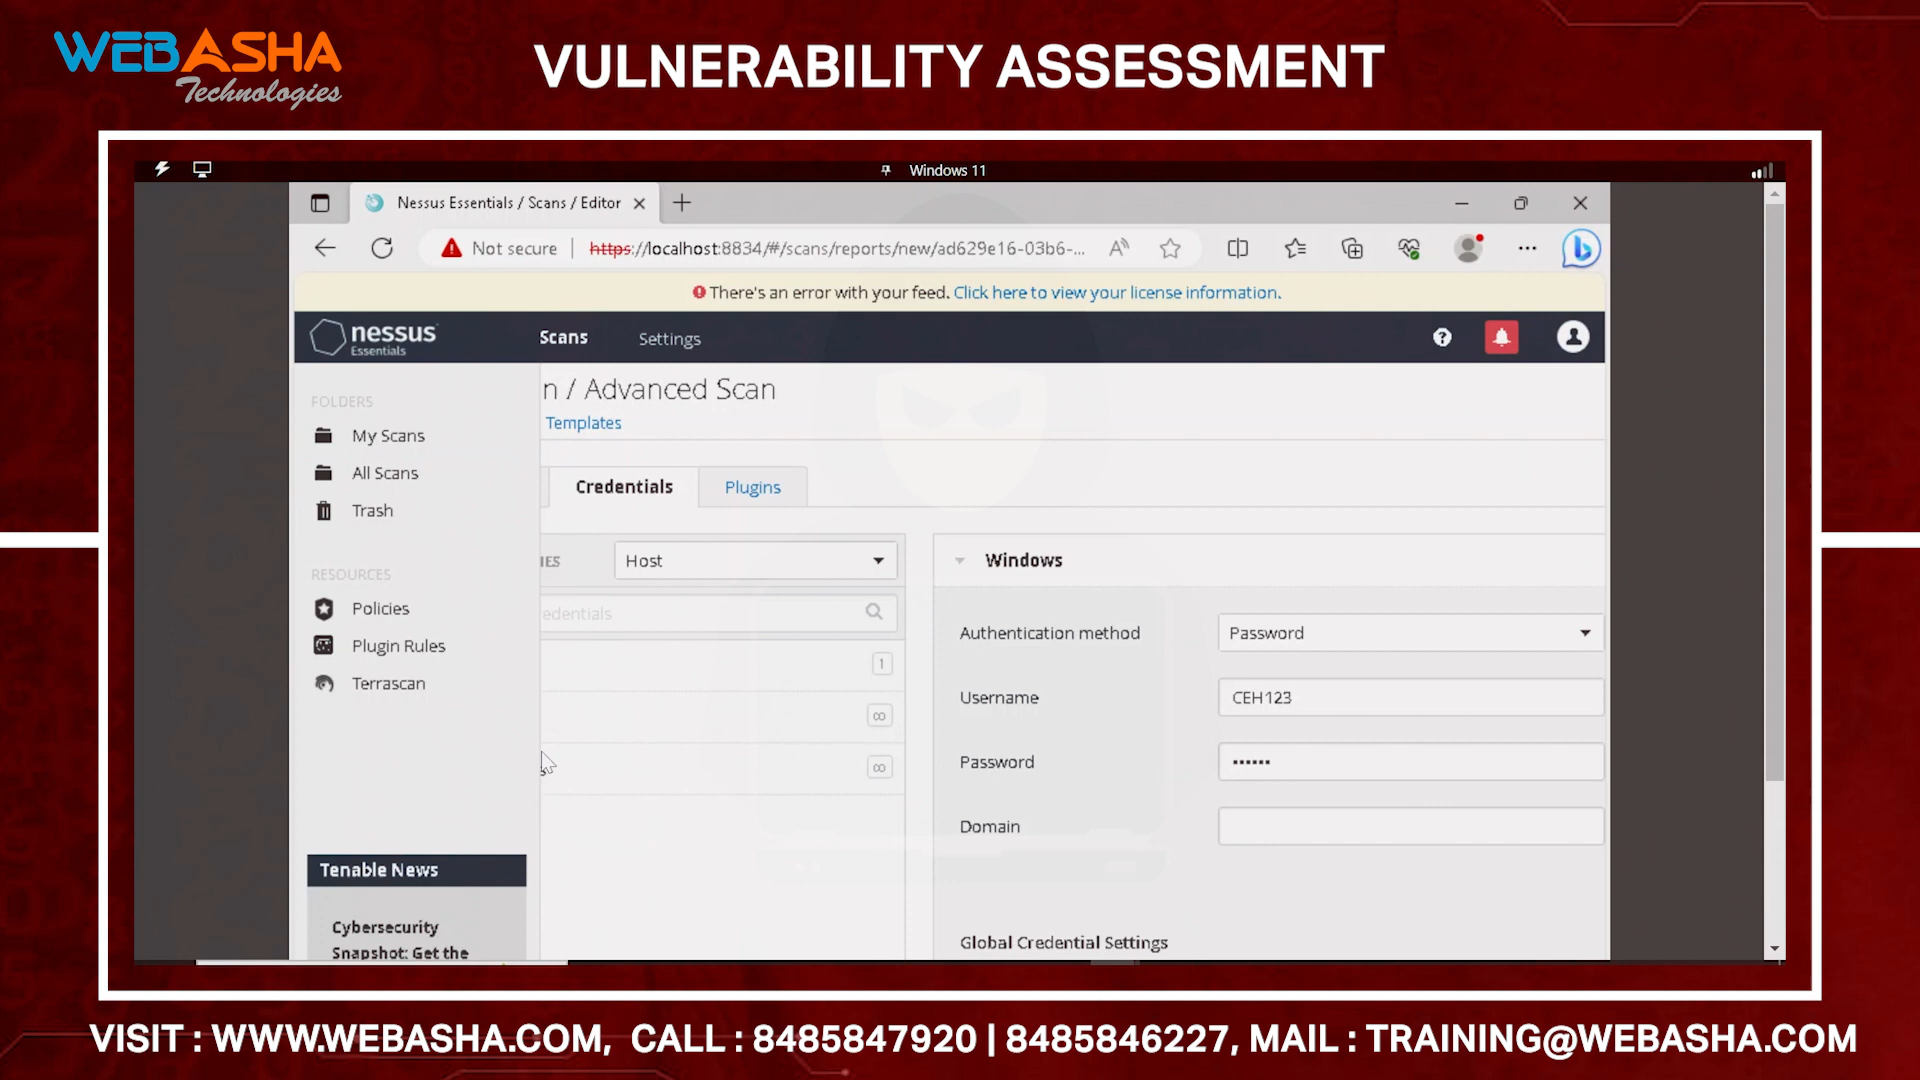 WEBASHA
Technologies
VULNERABILITY ASSESSMENT
Windows 11
Nessus Essentials / Scans / Editor
Not secure
https://localhost:8834/#/scans/reports/new/ad629e16-03b6-...
There's an error with your feed. Click here to view your license information.
nessus
Essentials
Scans
Settings
n / Advanced Scan
Templates
FOLDERS
My Scans
All Scans
Trash
RESOURCES
Policies
Plugin Rules
Terrascan
Credentials
Plugins
IES
Host
edentials
1
∞
∞
Windows
Authentication method
Password
Username
CEH123
Password
••••••
Domain
Global Credential Settings
Tenable News
Cybersecurity
Snapshot: Get the
VISIT : WWW.WEBASHA.COM, CALL : 8485847920 | 8485846227, MAIL : TRAINING@WEBASHA.COM